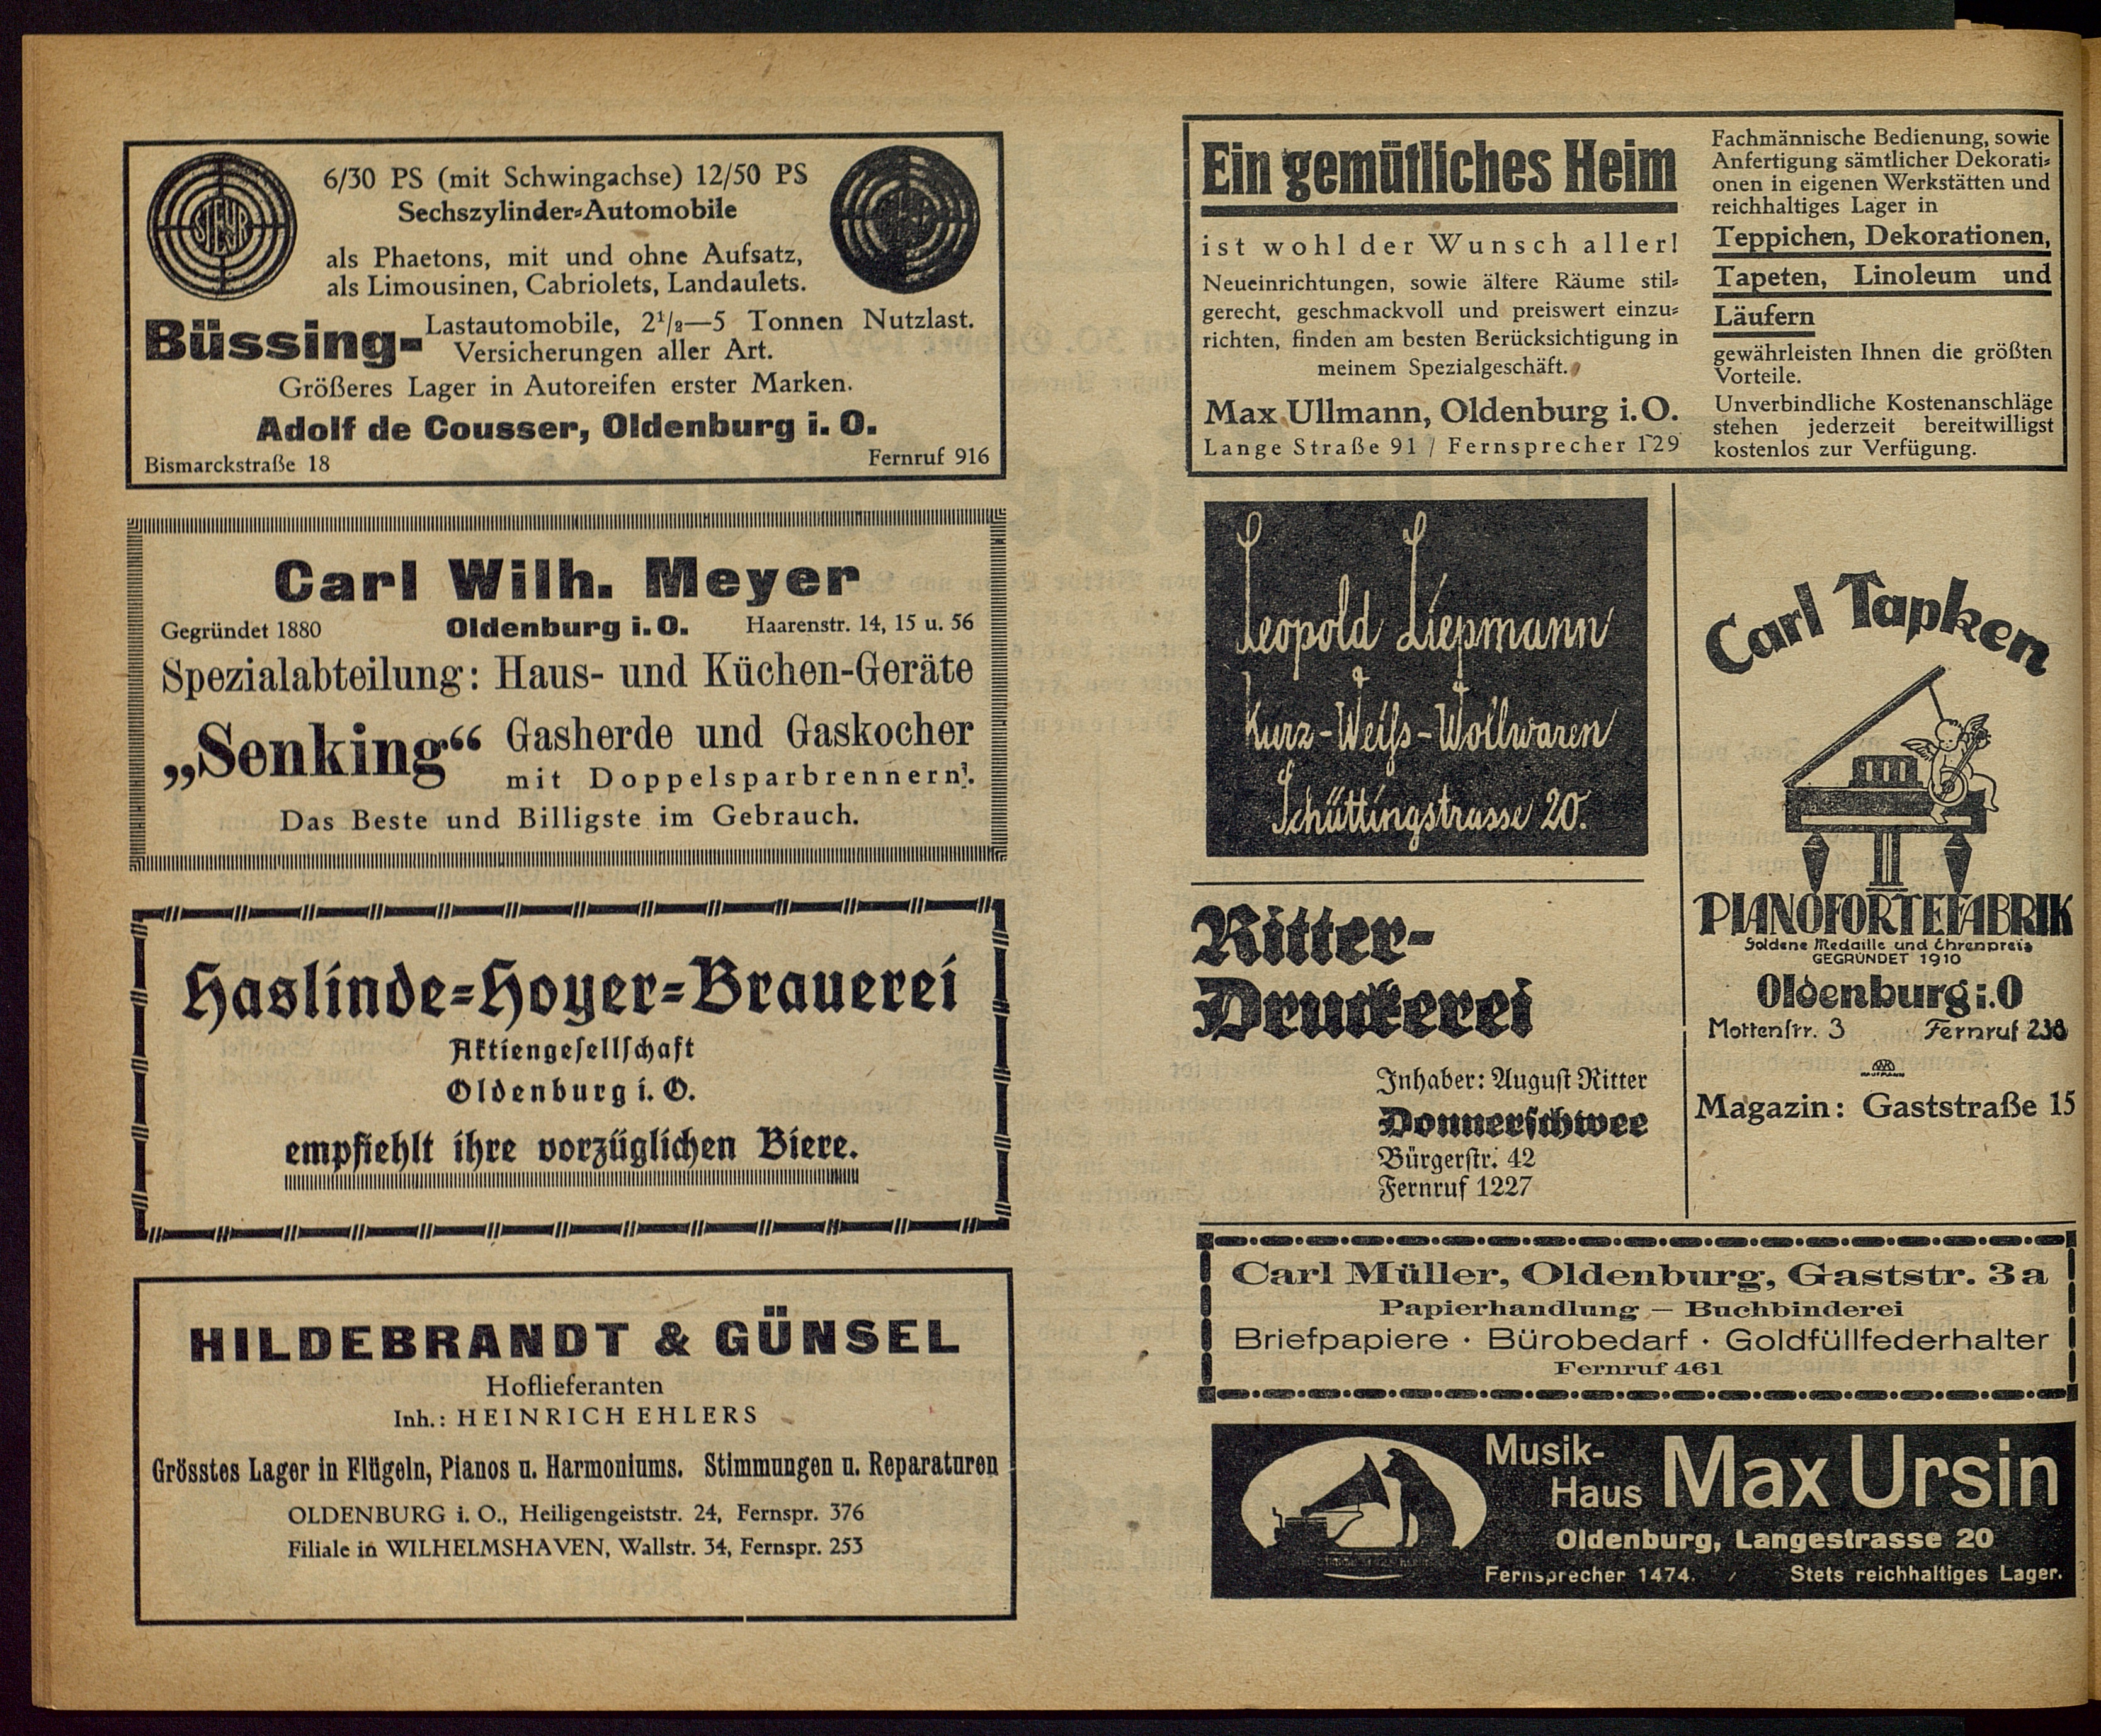 STEYR
6/30 PS (mit Schwingachse) 12/50 PS
Sechszylinder-Automobile
als Phaetons, mit und ohne Aufsatz,
als Limousinen, Cabriolets, Landaulets.
Büssing- Lastautomobile, 2¹/₂—5 Tonnen Nutzlast.
Versicherungen aller Art.
Größeres Lager in Autoreifen erster Marken.
Adolf de Cousser, Oldenburg i. O.
Bismarckstraße 18 Fernruf 916
Carl Wilh. Meyer
Gegründet 1880 Oldenburg i. O. Haarenstr. 14, 15 u. 56
Spezialabteilung: Haus- und Küchen-Geräte
„Senking“ Gasherde und Gaskocher
mit Doppelsparbrennern.
Das Beste und Billigste im Gebrauch.
Haslinde-Hoyer-Brauerei
Aktiengesellschaft
Oldenburg i. O.
empfiehlt ihre vorzüglichen Biere.
HILDEBRANDT & GÜNSEL
Hoflieferanten
Inh.: HEINRICH EHLERS
Grösstes Lager in Flügeln, Pianos u. Harmoniums. Stimmungen u. Reparaturen
OLDENBURG i. O., Heiligengeiststr. 24, Fernspr. 376
Filiale in WILHELMSHAVEN, Wallstr. 34, Fernspr. 253
Ein gemütliches Heim
ist wohl der Wunsch aller!
Neueinrichtungen, sowie ältere Räume stil-
gerecht, geschmackvoll und preiswert einzu-
richten, finden am besten Berücksichtigung in
meinem Spezialgeschäft.
Max Ullmann, Oldenburg i. O.
Lange Straße 91 / Fernsprecher 129
Fachmännische Bedienung, sowie
Anfertigung sämtlicher Dekorati-
onen in eigenen Werkstätten und
reichhaltiges Lager in
Teppichen, Dekorationen,
Tapeten, Linoleum und
Läufern
gewährleisten Ihnen die größten
Vorteile.
Unverbindliche Kostenanschläge
stehen jederzeit bereitwilligst
kostenlos zur Verfügung.
Leopold Liepmann
Kurz-Weiß-Wollwaren
Schüttingstrasse 20.
Carl Tapken
PIANOFORTEFABRIK
Goldene Medaille und Ehrenpreis
GEGRÜNDET 1910
Oldenburg i. O
Mottenstr. 3 Fernruf 238
Magazin: Gaststraße 15
Ritter-
Druckerei
Inhaber: August Ritter
Donnerschwee
Bürgerstr. 42
Fernruf 1227
Carl Müller, Oldenburg, Gaststr. 3a
Papierhandlung — Buchbinderei
Briefpapiere · Bürobedarf · Goldfüllfederhalter
Fernruf 461
Musik-
Haus Max Ursin
Oldenburg, Langestrasse 20
Fernsprecher 1474. Stets reichhaltiges Lager.